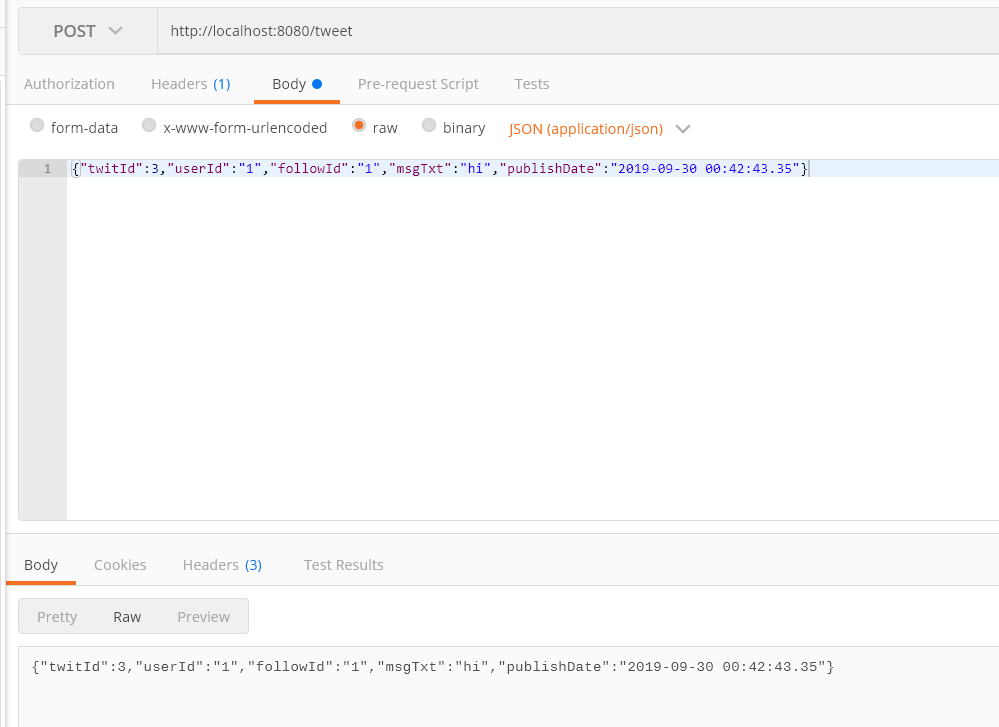 POST http://localhost:8080/tweet
Authorization Headers (1) Body Pre-request Script Tests
form-data x-www-form-urlencoded raw binary JSON (application/json)
1 {"twitId":3,"userId":"1","followId":"1","msgTxt":"hi","publishDate":"2019-09-30 00:42:43.35"}
Body Cookies Headers (3) Test Results
Pretty Raw Preview
{"twitId":3,"userId":"1","followId":"1","msgTxt":"hi","publishDate":"2019-09-30 00:42:43.35"}